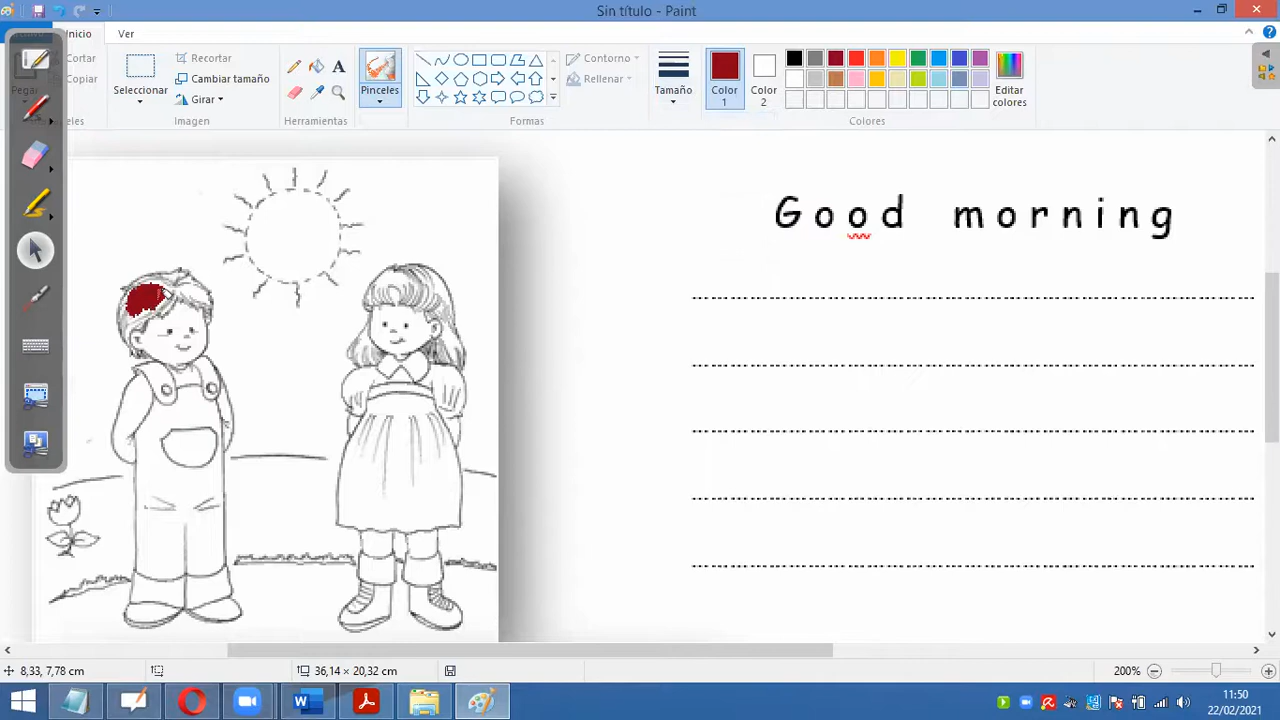 Sin título - Paint
Inicio
Ver
Cortar
Copiar
Pegar
Seleccionar
Recortar
Cambiar tamaño
Girar
Imagen
Herramientas
Pinceles
Contorno
Rellenar
Formas
Tamaño
Color
1
Color
2
Editar
colores
Colores
Good morning
8,33, 7,78 cm
36,14 × 20,32 cm
200%
11:50
22/02/2021